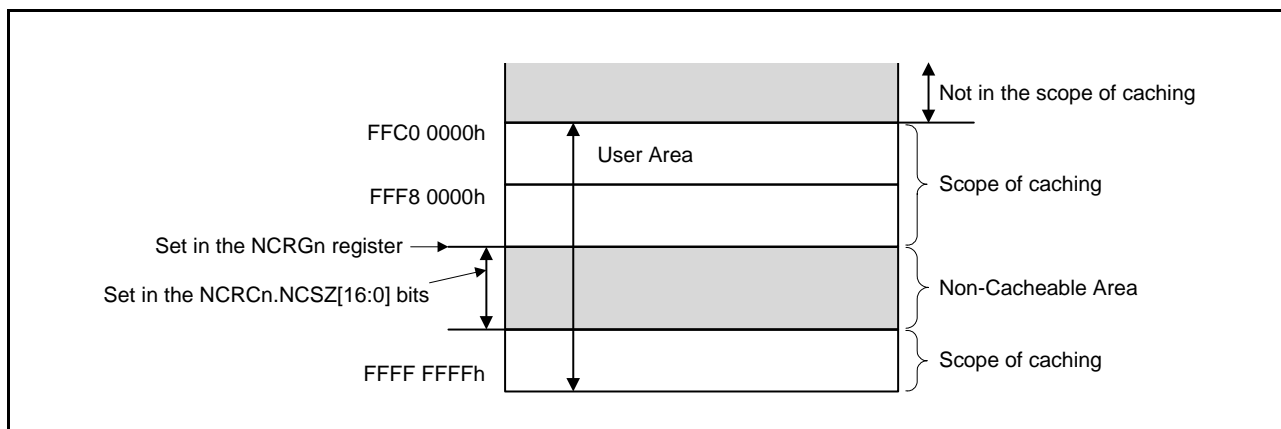 Not in the scope of caching
FFC0 0000h
User Area
Scope of caching
FFF8 0000h
Set in the NCRGn register
Set in the NCRCn.NCSZ[16:0] bits
Non-Cacheable Area
Scope of caching
FFFF FFFFh